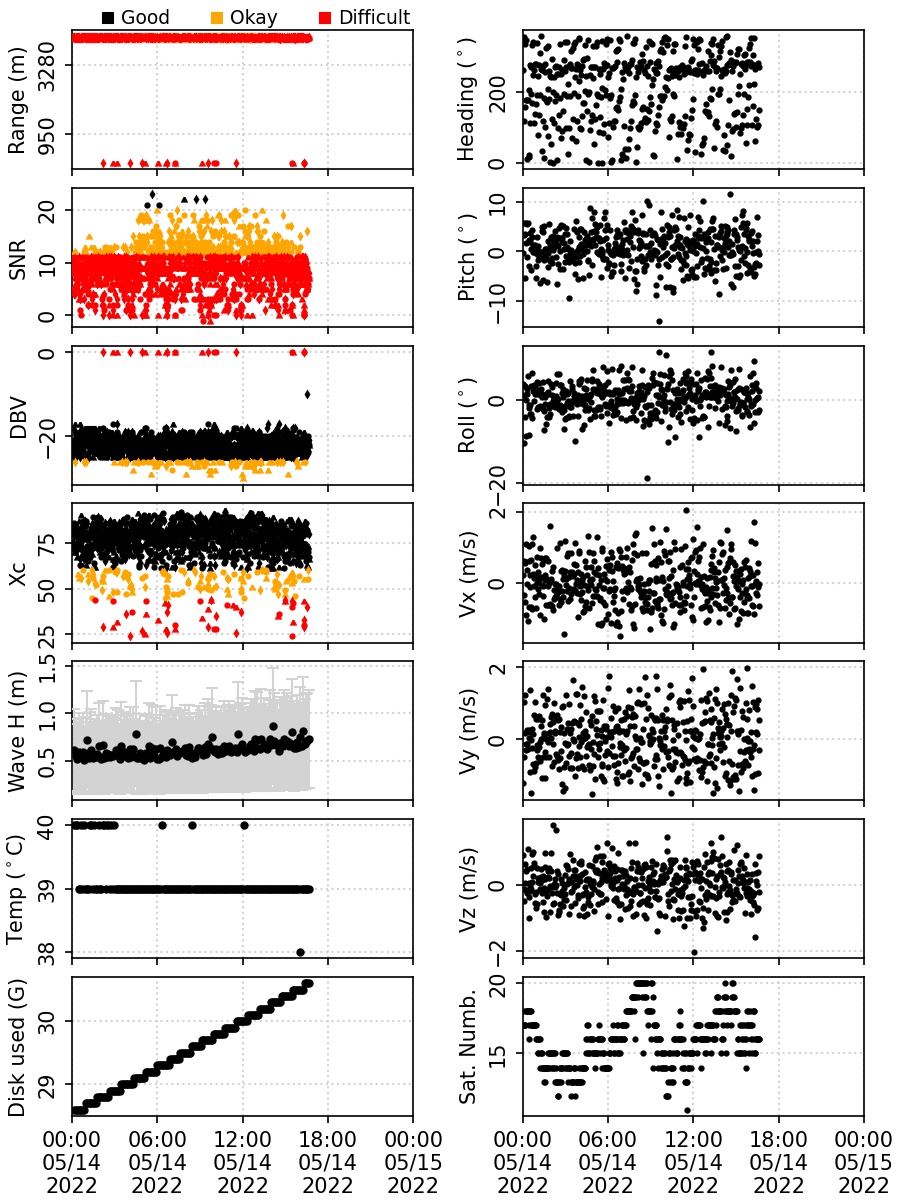 Good Okay Difficult
Range (m)
3280
950
Heading (°)
200
0
SNR
20
10
0
Pitch (°)
10
0
−10
DBV
0
−20
Roll (°)
0
−20
Xc
75
50
25
Vx (m/s)
2
0
Wave H (m)
1.5
1.0
0.5
Vy (m/s)
2
0
Temp (°C)
40
39
38
Vz (m/s)
0
−2
Disk used (G)
30
29
Sat. Numb.
20
15
00:00 06:00 12:00 18:00 00:00
05/14 05/14 05/14 05/14 05/15
2022 2022 2022 2022 2022
00:00 06:00 12:00 18:00 00:00
05/14 05/14 05/14 05/14 05/15
2022 2022 2022 2022 2022